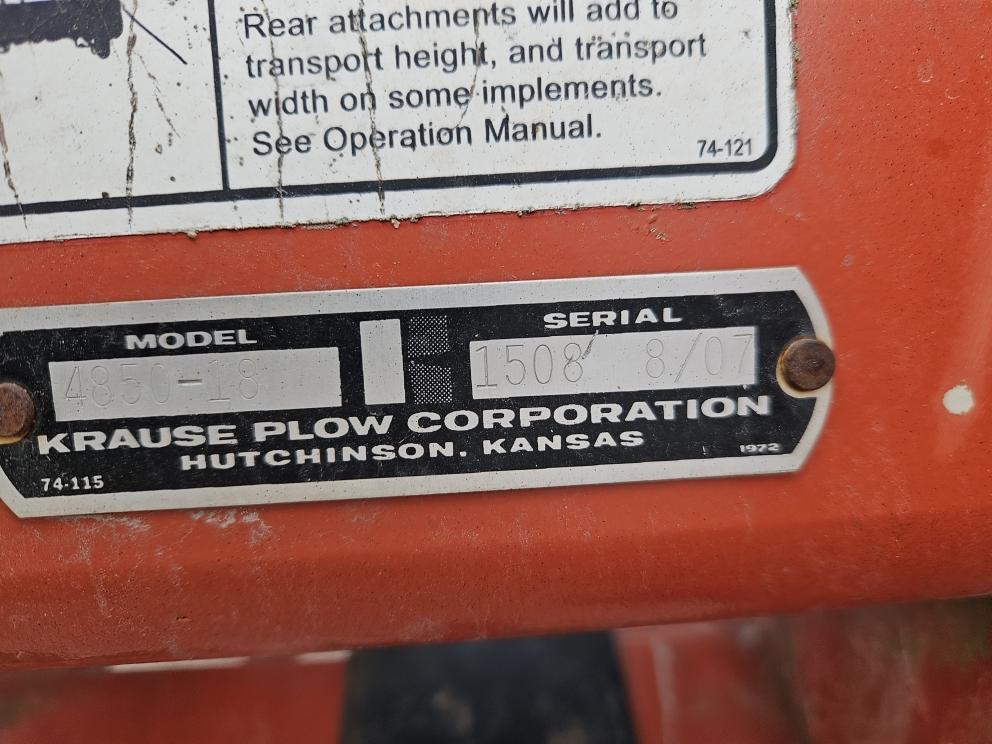 Rear attachments will add to
transport height, and transport
width on some implements.
See Operation Manual.
74-121
MODEL SERIAL
4850-18 1508 8/07
KRAUSE PLOW CORPORATION
HUTCHINSON, KANSAS
74-115 1972